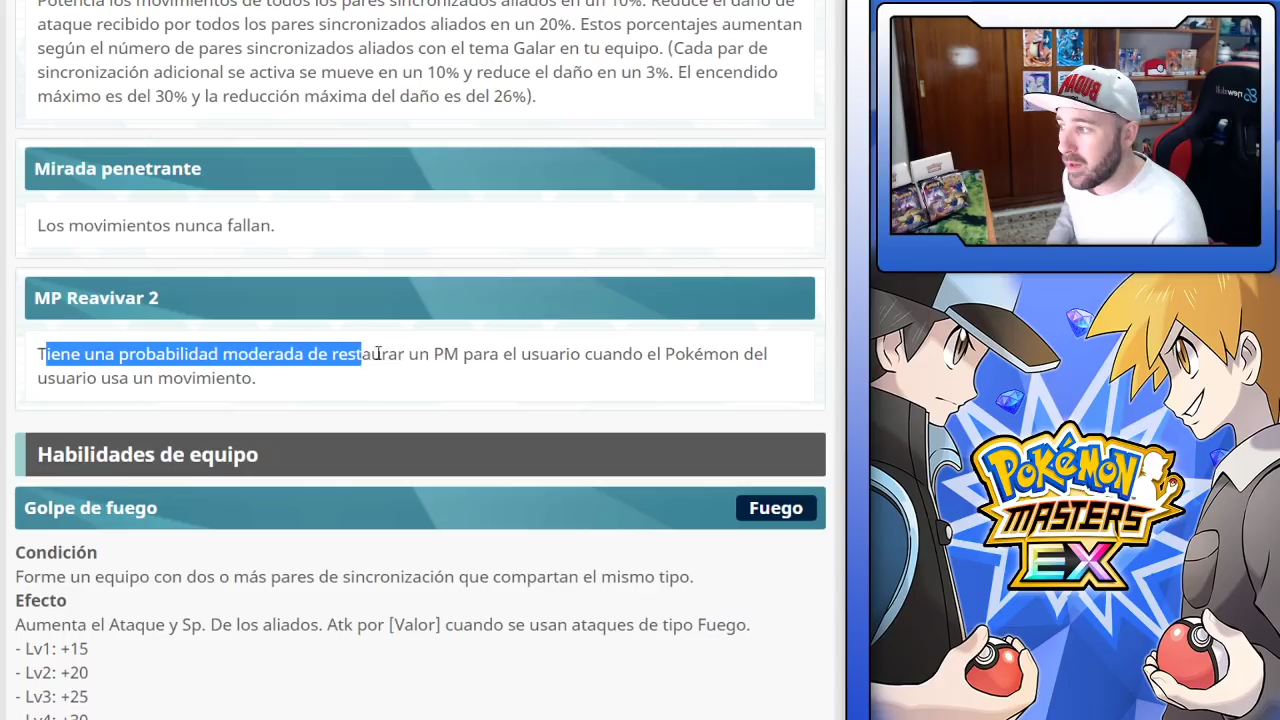 Potencia los movimientos de todos los pares sincronizados aliados en un 10%. Reduce el daño de
ataque recibido por todos los pares sincronizados aliados en un 20%. Estos porcentajes aumentan
según el número de pares sincronizados aliados con el tema Galar en tu equipo. (Cada par de
sincronización adicional se activa se mueve en un 10% y reduce el daño en un 3%. El encendido
máximo es del 30% y la reducción máxima del daño es del 26%).
Mirada penetrante
Los movimientos nunca fallan.
MP Reavivar 2
Tiene una probabilidad moderada de restaurar un PM para el usuario cuando el Pokémon del
usuario usa un movimiento.
Habilidades de equipo
Golpe de fuego
Fuego
Condición
Forme un equipo con dos o más pares de sincronización que compartan el mismo tipo.
Efecto
Aumenta el Ataque y Sp. De los aliados. Atk por [Valor] cuando se usan ataques de tipo Fuego.
- Lv1: +15
- Lv2: +20
- Lv3: +25
- Lv4: +30
POKéMON
MASTERS
EX